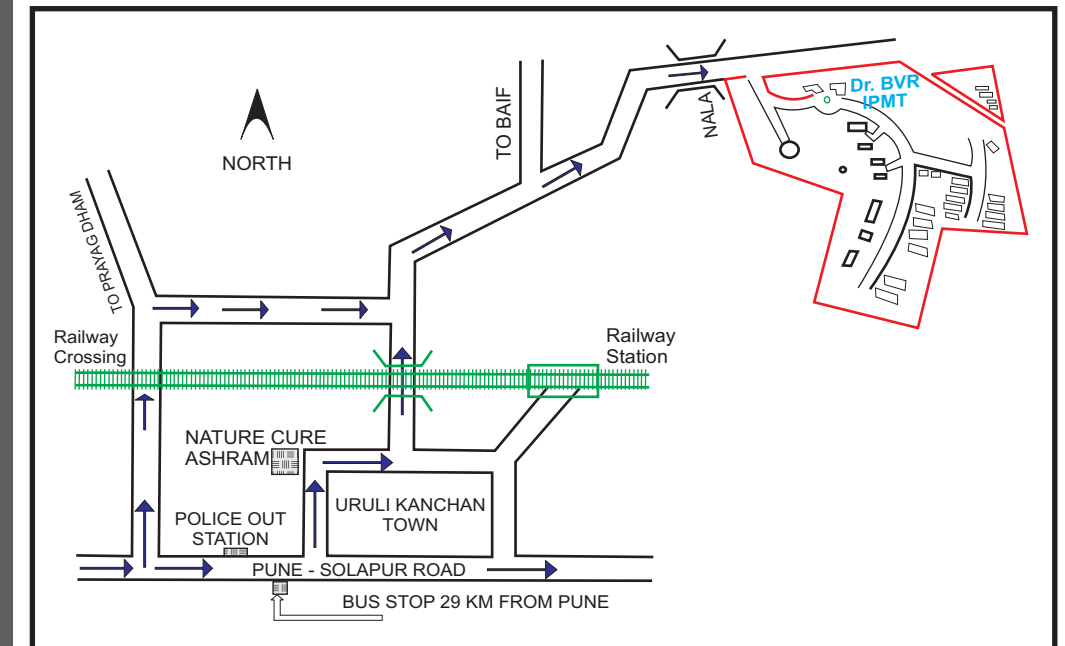 Dr. BVR
IPMT
NALA
TO BAIF
NORTH
TO PRAYAG DHAM
Railway
Crossing
Railway
Station
NATURE CURE
ASHRAM
POLICE OUT
STATION
URULI KANCHAN
TOWN
PUNE - SOLAPUR ROAD
BUS STOP 29 KM FROM PUNE